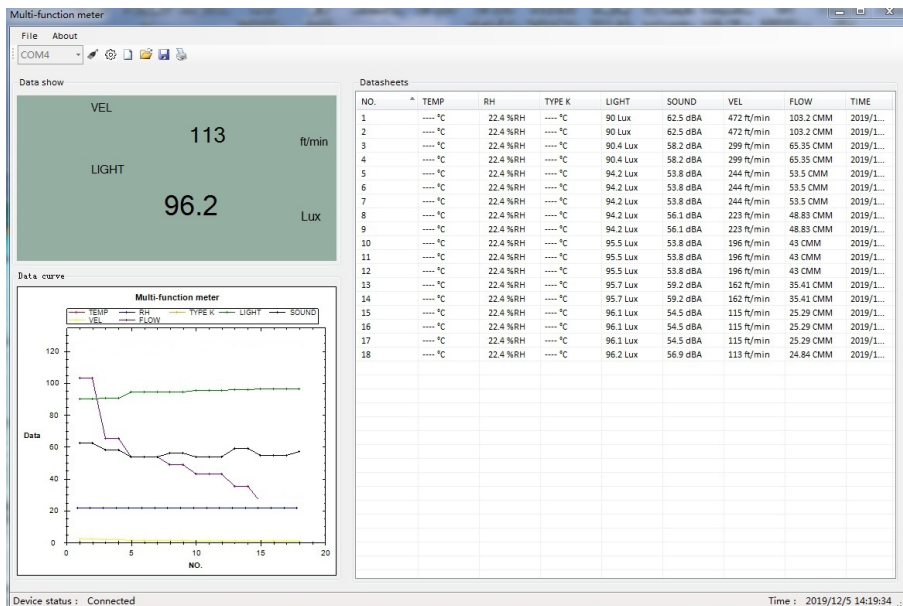 Multi-function meter
File About
COM4
Data show
VEL
113 ft/min
LIGHT
96.2 Lux
Data curve
Multi-function meter
TEMP RH TYPE K LIGHT SOUND
VEL FLOW
120
100
80
Data
60
40
20
0
0 5 10 15 20
NO.
Datasheets
NO. TEMP RH TYPE K LIGHT SOUND VEL FLOW TIME
1 ---- °C 22.4 %RH ---- °C 90 Lux 62.5 dBA 472 ft/min 103.2 CMM 2019/1...
2 ---- °C 22.4 %RH ---- °C 90 Lux 62.5 dBA 472 ft/min 103.2 CMM 2019/1...
3 ---- °C 22.4 %RH ---- °C 90.4 Lux 58.2 dBA 299 ft/min 65.35 CMM 2019/1...
4 ---- °C 22.4 %RH ---- °C 90.4 Lux 58.2 dBA 299 ft/min 65.35 CMM 2019/1...
5 ---- °C 22.4 %RH ---- °C 94.2 Lux 53.8 dBA 244 ft/min 53.5 CMM 2019/1...
6 ---- °C 22.4 %RH ---- °C 94.2 Lux 53.8 dBA 244 ft/min 53.5 CMM 2019/1...
7 ---- °C 22.4 %RH ---- °C 94.2 Lux 53.8 dBA 244 ft/min 53.5 CMM 2019/1...
8 ---- °C 22.4 %RH ---- °C 94.2 Lux 56.1 dBA 223 ft/min 48.83 CMM 2019/1...
9 ---- °C 22.4 %RH ---- °C 94.2 Lux 56.1 dBA 223 ft/min 48.83 CMM 2019/1...
10 ---- °C 22.4 %RH ---- °C 95.5 Lux 53.8 dBA 196 ft/min 43 CMM 2019/1...
11 ---- °C 22.4 %RH ---- °C 95.5 Lux 53.8 dBA 196 ft/min 43 CMM 2019/1...
12 ---- °C 22.4 %RH ---- °C 95.5 Lux 53.8 dBA 196 ft/min 43 CMM 2019/1...
13 ---- °C 22.4 %RH ---- °C 95.7 Lux 59.2 dBA 162 ft/min 35.41 CMM 2019/1...
14 ---- °C 22.4 %RH ---- °C 95.7 Lux 59.2 dBA 162 ft/min 35.41 CMM 2019/1...
15 ---- °C 22.4 %RH ---- °C 96.1 Lux 54.5 dBA 115 ft/min 25.29 CMM 2019/1...
16 ---- °C 22.4 %RH ---- °C 96.1 Lux 54.5 dBA 115 ft/min 25.29 CMM 2019/1...
17 ---- °C 22.4 %RH ---- °C 96.1 Lux 54.5 dBA 115 ft/min 25.29 CMM 2019/1...
18 ---- °C 22.4 %RH ---- °C 96.2 Lux 56.9 dBA 113 ft/min 24.84 CMM 2019/1...
Device status : Connected Time : 2019/12/5 14:19:34